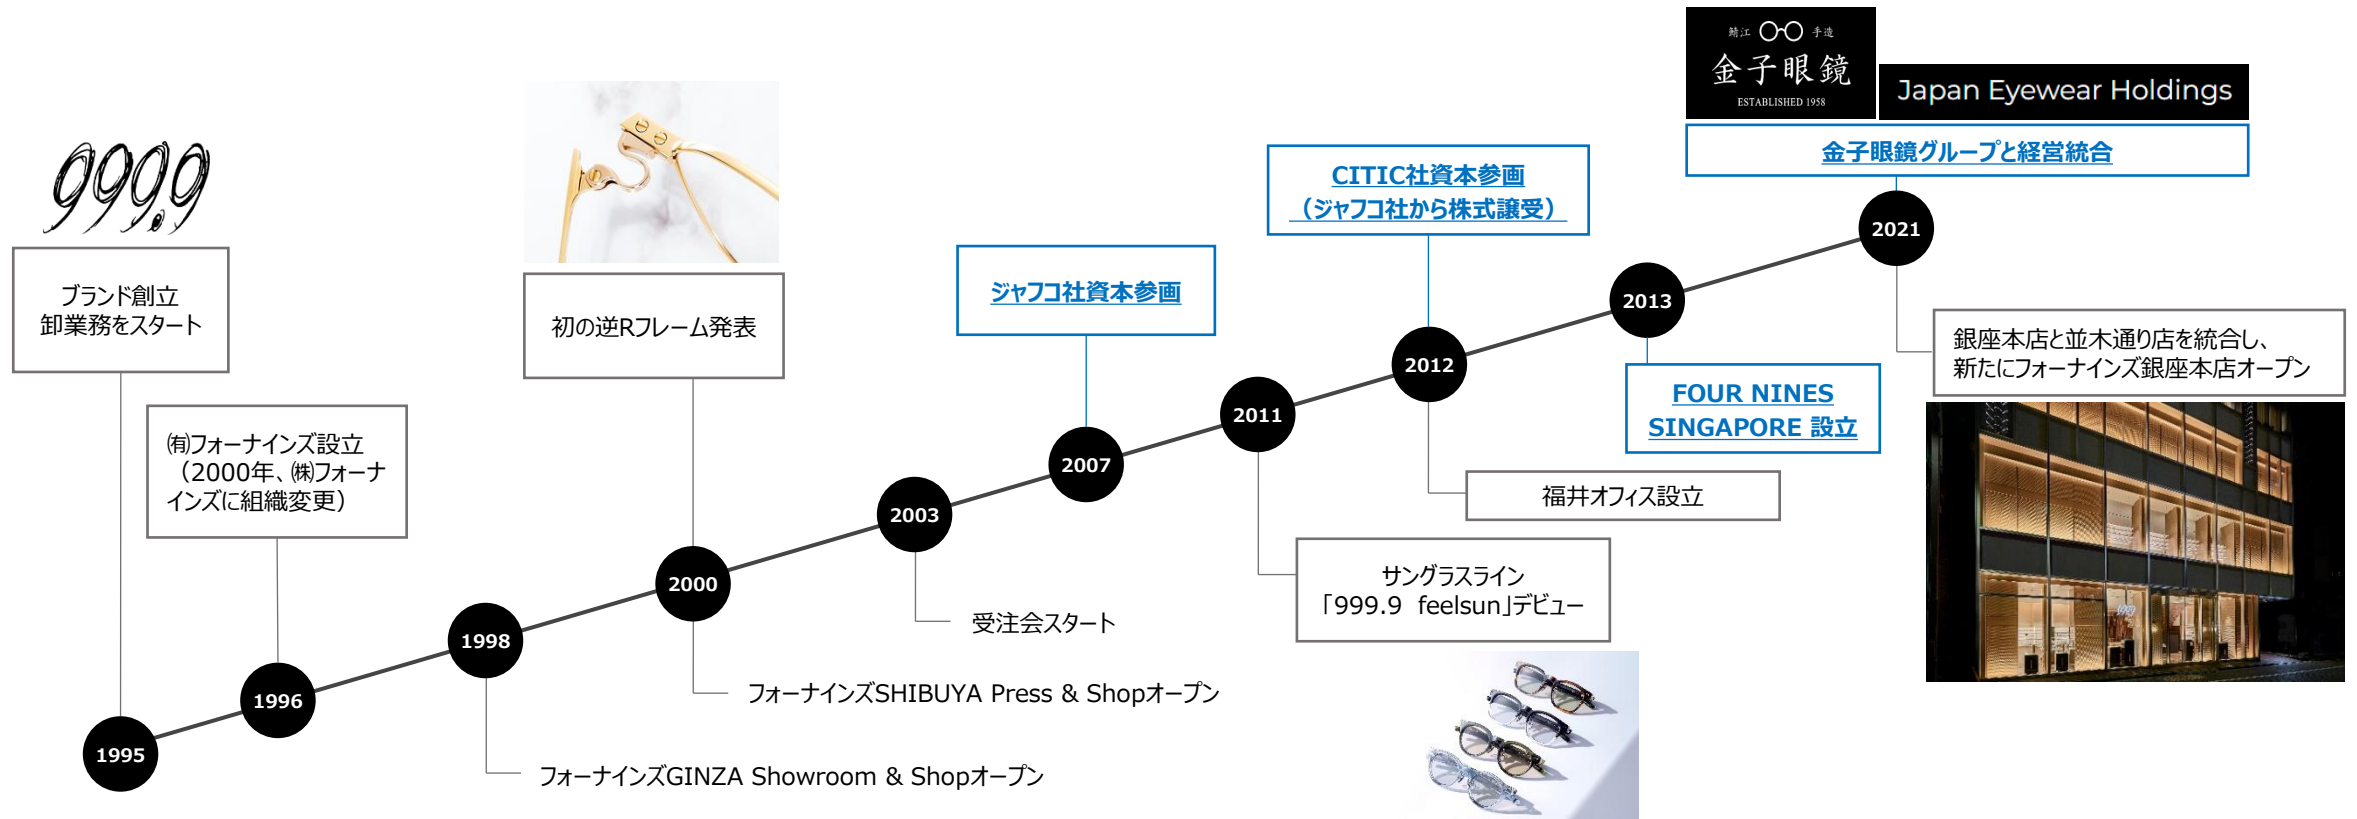 999.9
ブランド創立
卸業務をスタート
1995
㈲フォーナインズ設立
（2000年、㈱フォーナ
インズに組織変更）
1996
1998
フォーナインズGINZA Showroom & Shopオープン
初の逆Rフレーム発表
2000
フォーナインズSHIBUYA Press & Shopオープン
2003
受注会スタート
ジャフコ社資本参画
2007
2011
サングラスライン
「999.9 feelsun」デビュー
CITIC社資本参画
（ジャフコ社から株式譲受）
2012
福井オフィス設立
2013
FOUR NINES
SINGAPORE 設立
鯖江 手造
金子眼鏡
ESTABLISHED 1958
Japan Eyewear Holdings
金子眼鏡グループと経営統合
2021
銀座本店と並木通り店を統合し、
新たにフォーナインズ銀座本店オープン
999.9